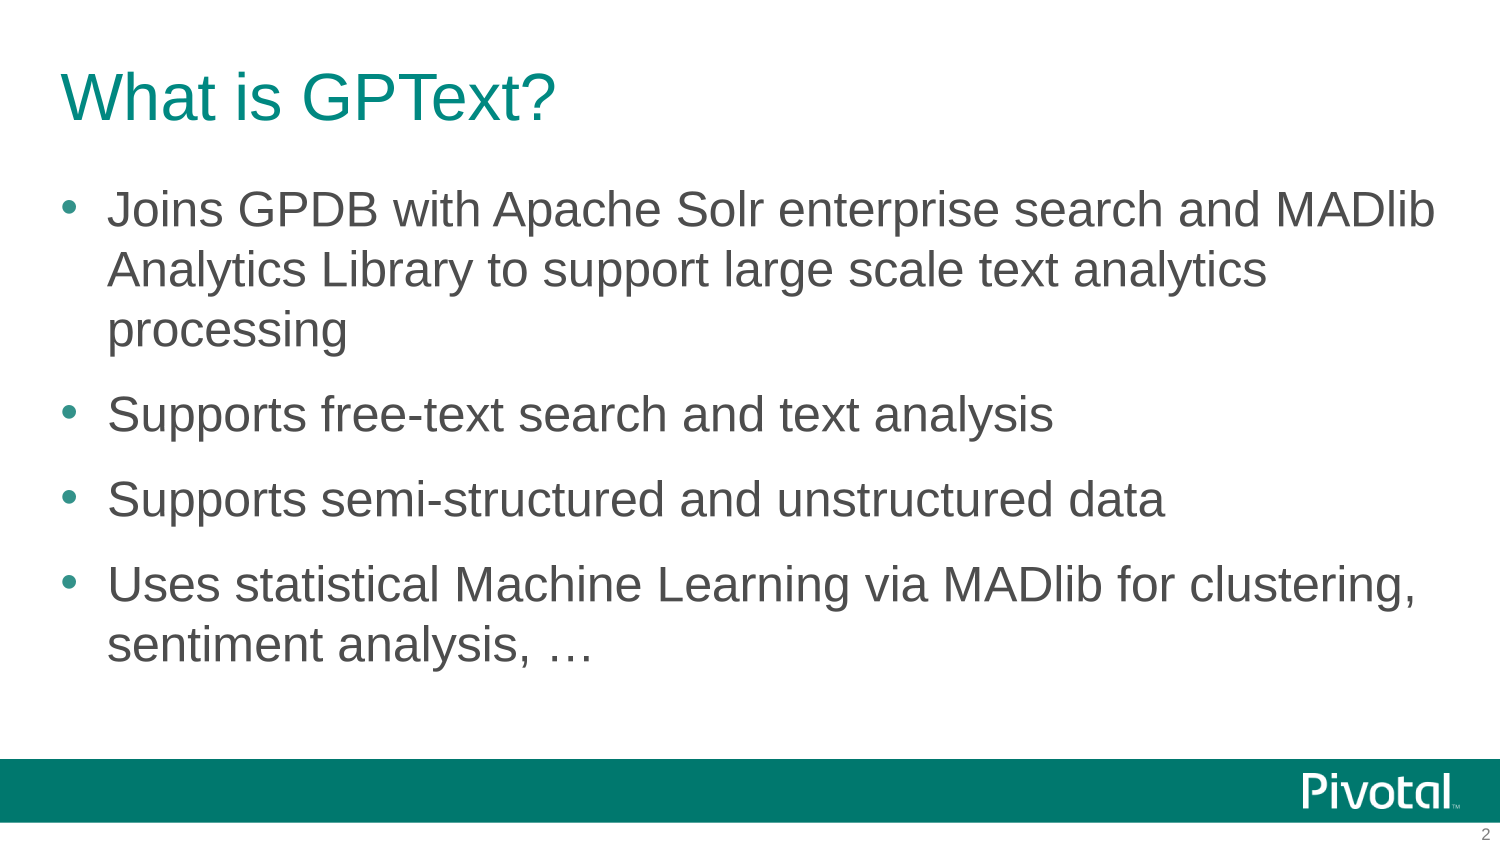 What is GPText?
• Joins GPDB with Apache Solr enterprise search and MADlib
Analytics Library to support large scale text analytics
processing
• Supports free-text search and text analysis
• Supports semi-structured and unstructured data
• Uses statistical Machine Learning via MADlib for clustering,
sentiment analysis, …
Pivotal™
2